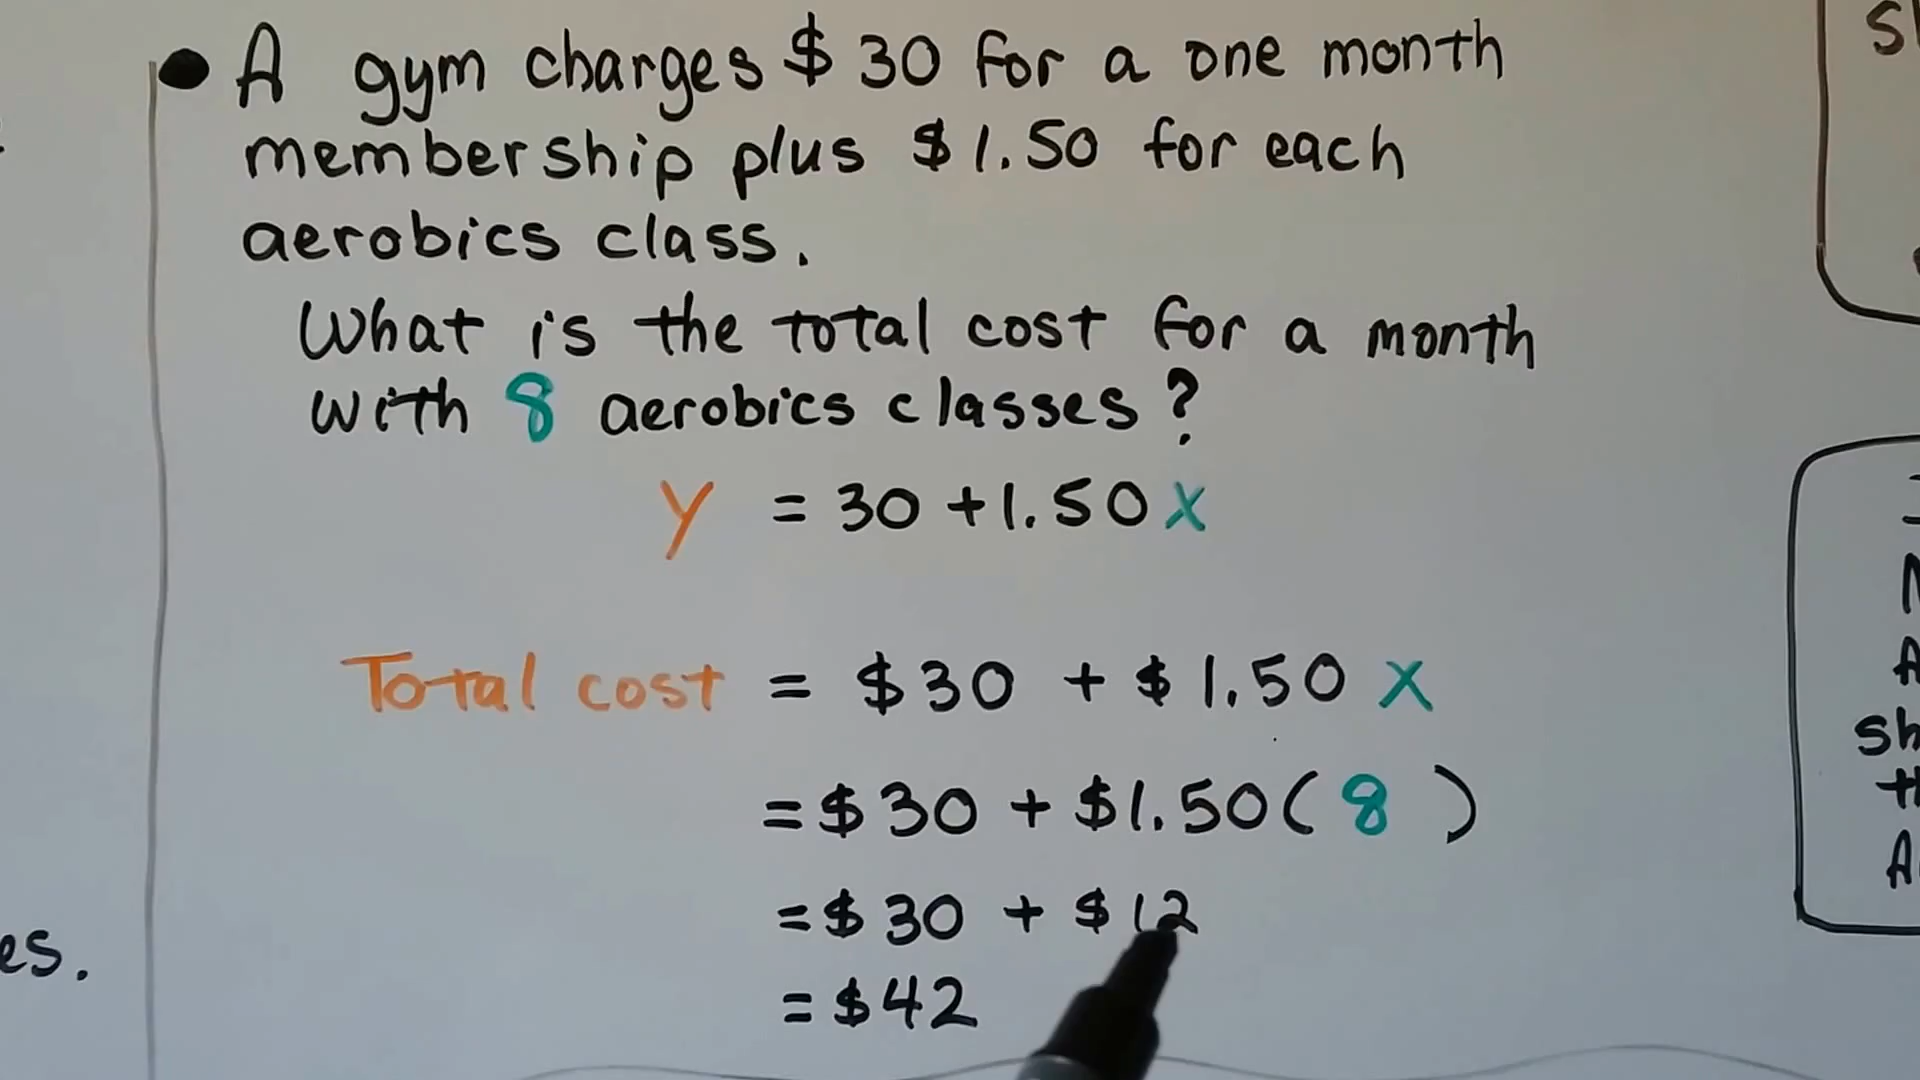 A gym charges $30 for a one month
membership plus $1.50 for each
aerobics class.
What is the total cost for a month
with 8 aerobics classes?
y = 30 + 1.50x
Total cost = $30 + $1.50 x
= $30 + $1.50(8)
= $30 + $12
= $42
es.
sh
th